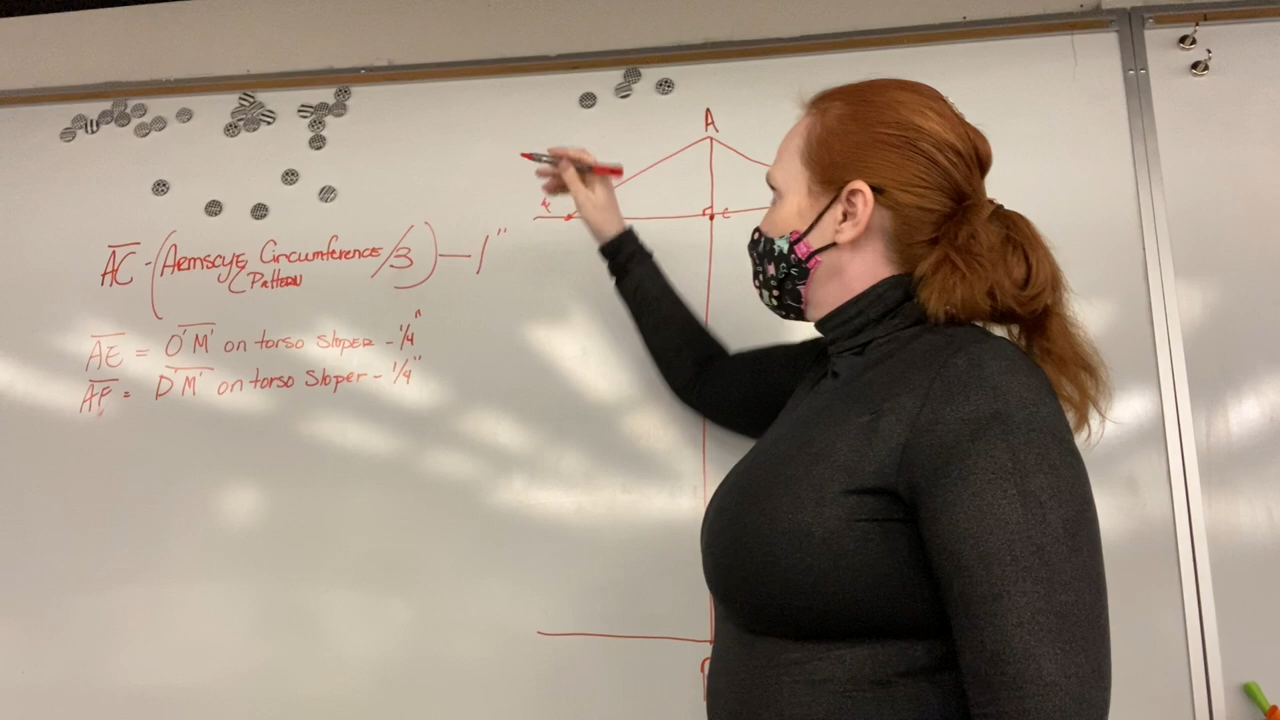 A
C
AC - (Armscye Circumference /3) - 1"
Pattern
AE = O'M' on torso sloper - 1/4"
AF = D'M' on torso sloper - 1/4"